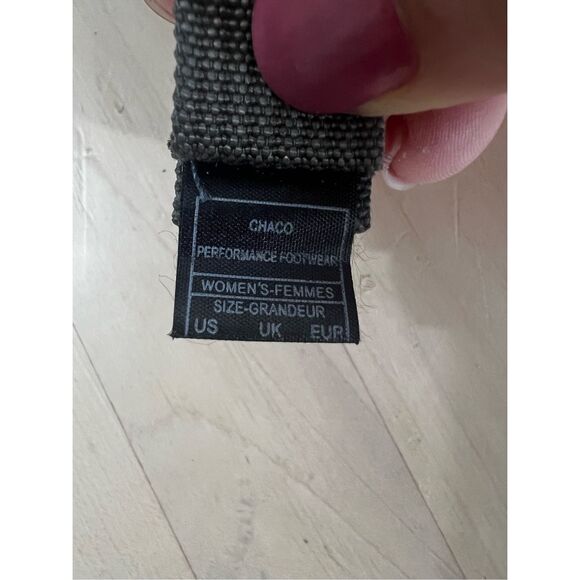 CHACO
PERFORMANCE FOOTWEAR
WOMEN'S-FEMMES
SIZE-GRANDEUR
US UK EUR